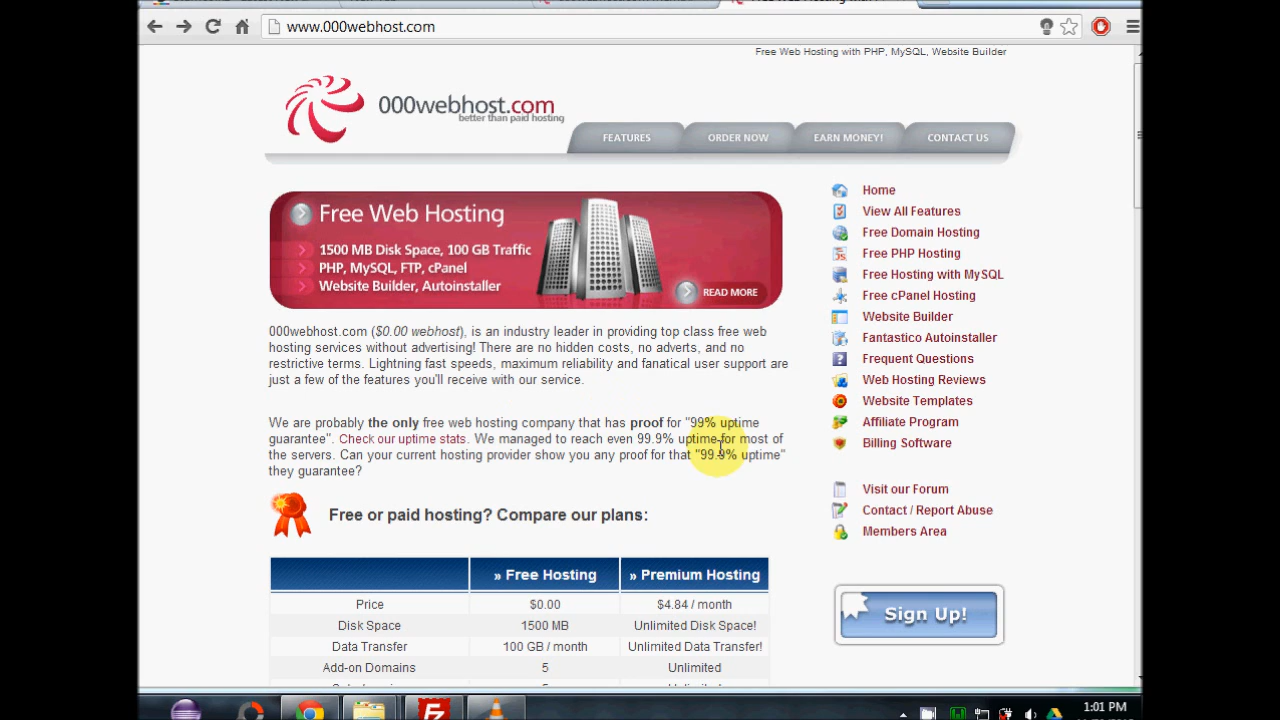 www.000webhost.com
Free Web Hosting with PHP, MySQL, Website Builder
000webhost.com
better than paid hosting
FEATURES
ORDER NOW
EARN MONEY!
CONTACT US
Free Web Hosting
1500 MB Disk Space, 100 GB Traffic
PHP, MySQL, FTP, cPanel
Website Builder, Autoinstaller
READ MORE
000webhost.com ($0.00 webhost), is an industry leader in providing top class free web
hosting services without advertising! There are no hidden costs, no adverts, and no
restrictive terms. Lightning fast speeds, maximum reliability and fanatical user support are
just a few of the features you'll receive with our service.
We are probably the only free web hosting company that has proof for "99% uptime
guarantee". Check our uptime stats. We managed to reach even 99.9% uptime for most of
the servers. Can your current hosting provider show you any proof for that "99.9% uptime"
they guarantee?
Free or paid hosting? Compare our plans:
» Free Hosting » Premium Hosting
Price $0.00 $4.84 / month
Disk Space 1500 MB Unlimited Disk Space!
Data Transfer 100 GB / month Unlimited Data Transfer!
Add-on Domains 5 Unlimited
Home
View All Features
Free Domain Hosting
Free PHP Hosting
Free Hosting with MySQL
Free cPanel Hosting
Website Builder
Fantastico Autoinstaller
Frequent Questions
Web Hosting Reviews
Website Templates
Affiliate Program
Billing Software
Visit our Forum
Contact / Report Abuse
Members Area
Sign Up!
1:01 PM